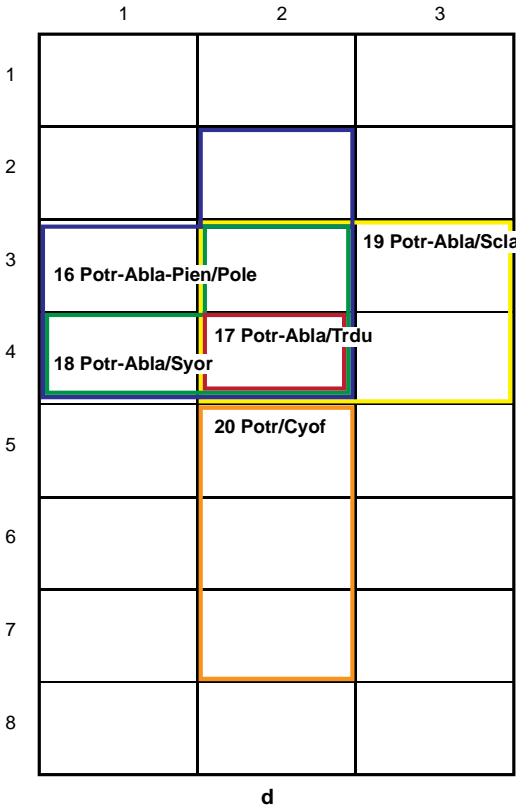 1 2 3
1
2
3
19 Potr-Abla/Scla
16 Potr-Abla-Pien/Pole
4
17 Potr-Abla/Trdu
18 Potr-Abla/Syor
20 Potr/Cyof
5
6
7
8
d